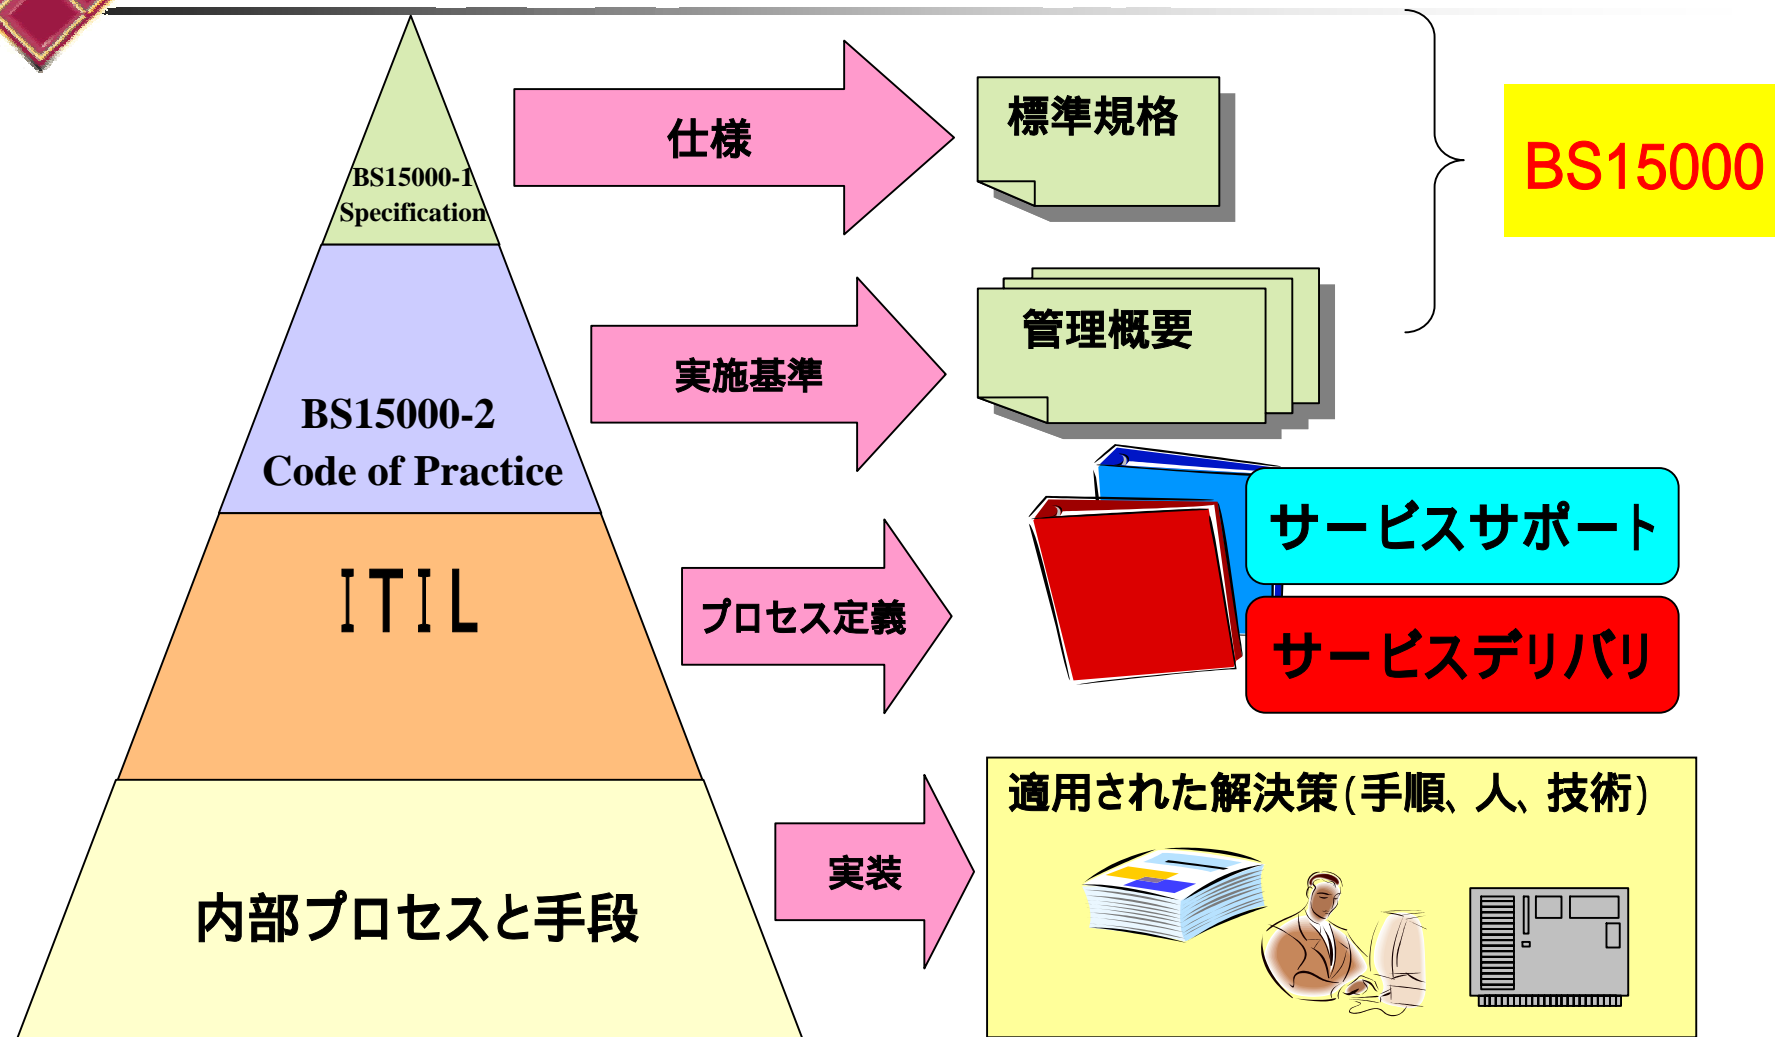 BS15000-1
Specification
仕様
標準規格
BS15000
BS15000-2
Code of Practice
実施基準
管理概要
ITIL
プロセス定義
サービスサポート
サービスデリバリ
内部プロセスと手段
実装
適用された解決策(手順、人、技術)